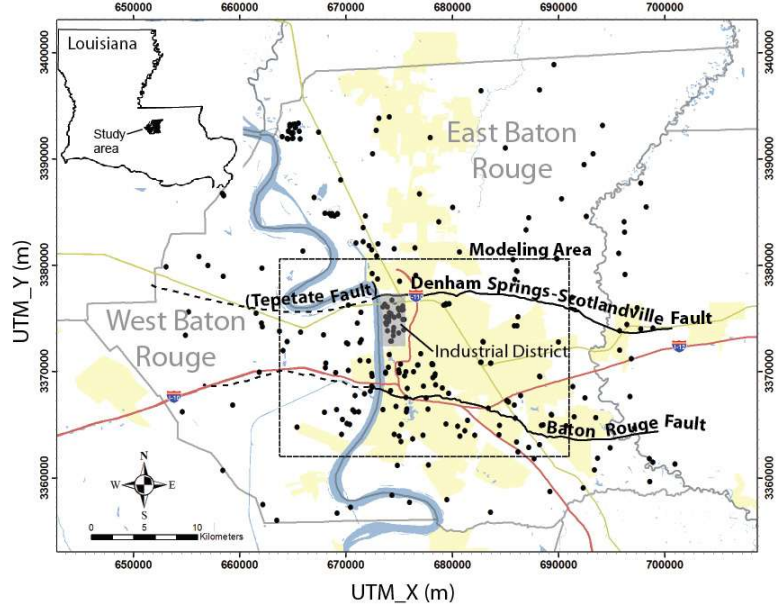 650000 660000 670000 680000 690000 700000
Louisiana
Study
area
East Baton
Rouge
Modeling Area
(Tepetate Fault)
Denham Springs-Scotlandville Fault
West Baton
Rouge
Industrial District
Baton Rouge Fault
N
W E
S
0 5 10
Kilometers
3400000
3390000
3380000
3370000
3360000
UTM_Y (m)
3400000
3390000
3380000
3370000
3360000
650000 660000 670000 680000 690000 700000
UTM_X (m)